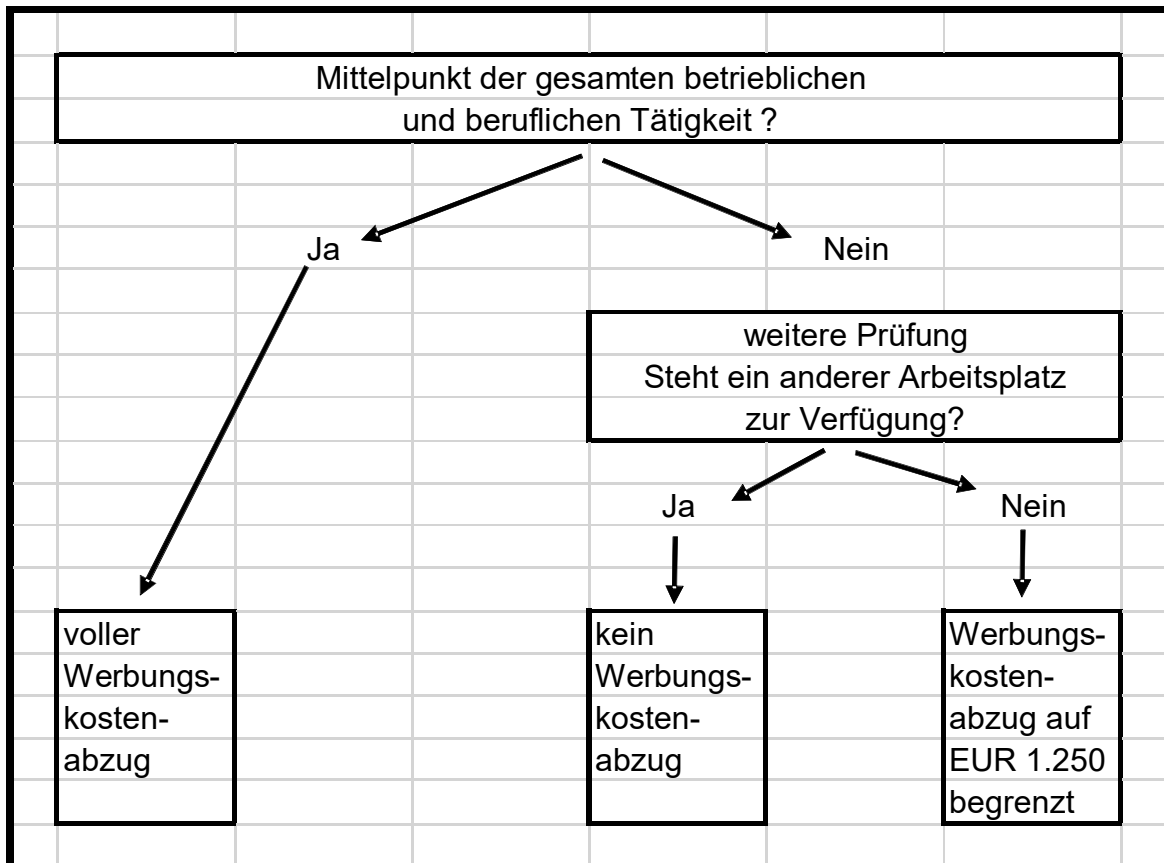 Mittelpunkt der gesamten betrieblichen
und beruflichen Tätigkeit ?
Ja
Nein
weitere Prüfung
Steht ein anderer Arbeitsplatz
zur Verfügung?
Ja
Nein
voller
Werbungs-
kosten-
abzug
kein
Werbungs-
kosten-
abzug
Werbungs-
kosten-
abzug auf
EUR 1.250
begrenzt